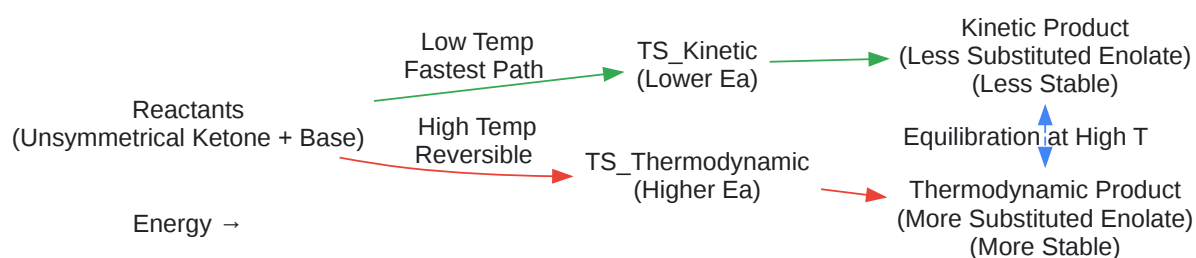 Low Temp
Fastest Path
TS_Kinetic
(Lower Ea)
Kinetic Product
(Less Substituted Enolate)
(Less Stable)
Reactants
(Unsymmetrical Ketone + Base)
High Temp
Reversible
TS_Thermodynamic
(Higher Ea)
Equilibration at High T
Thermodynamic Product
(More Substituted Enolate)
(More Stable)
Energy →